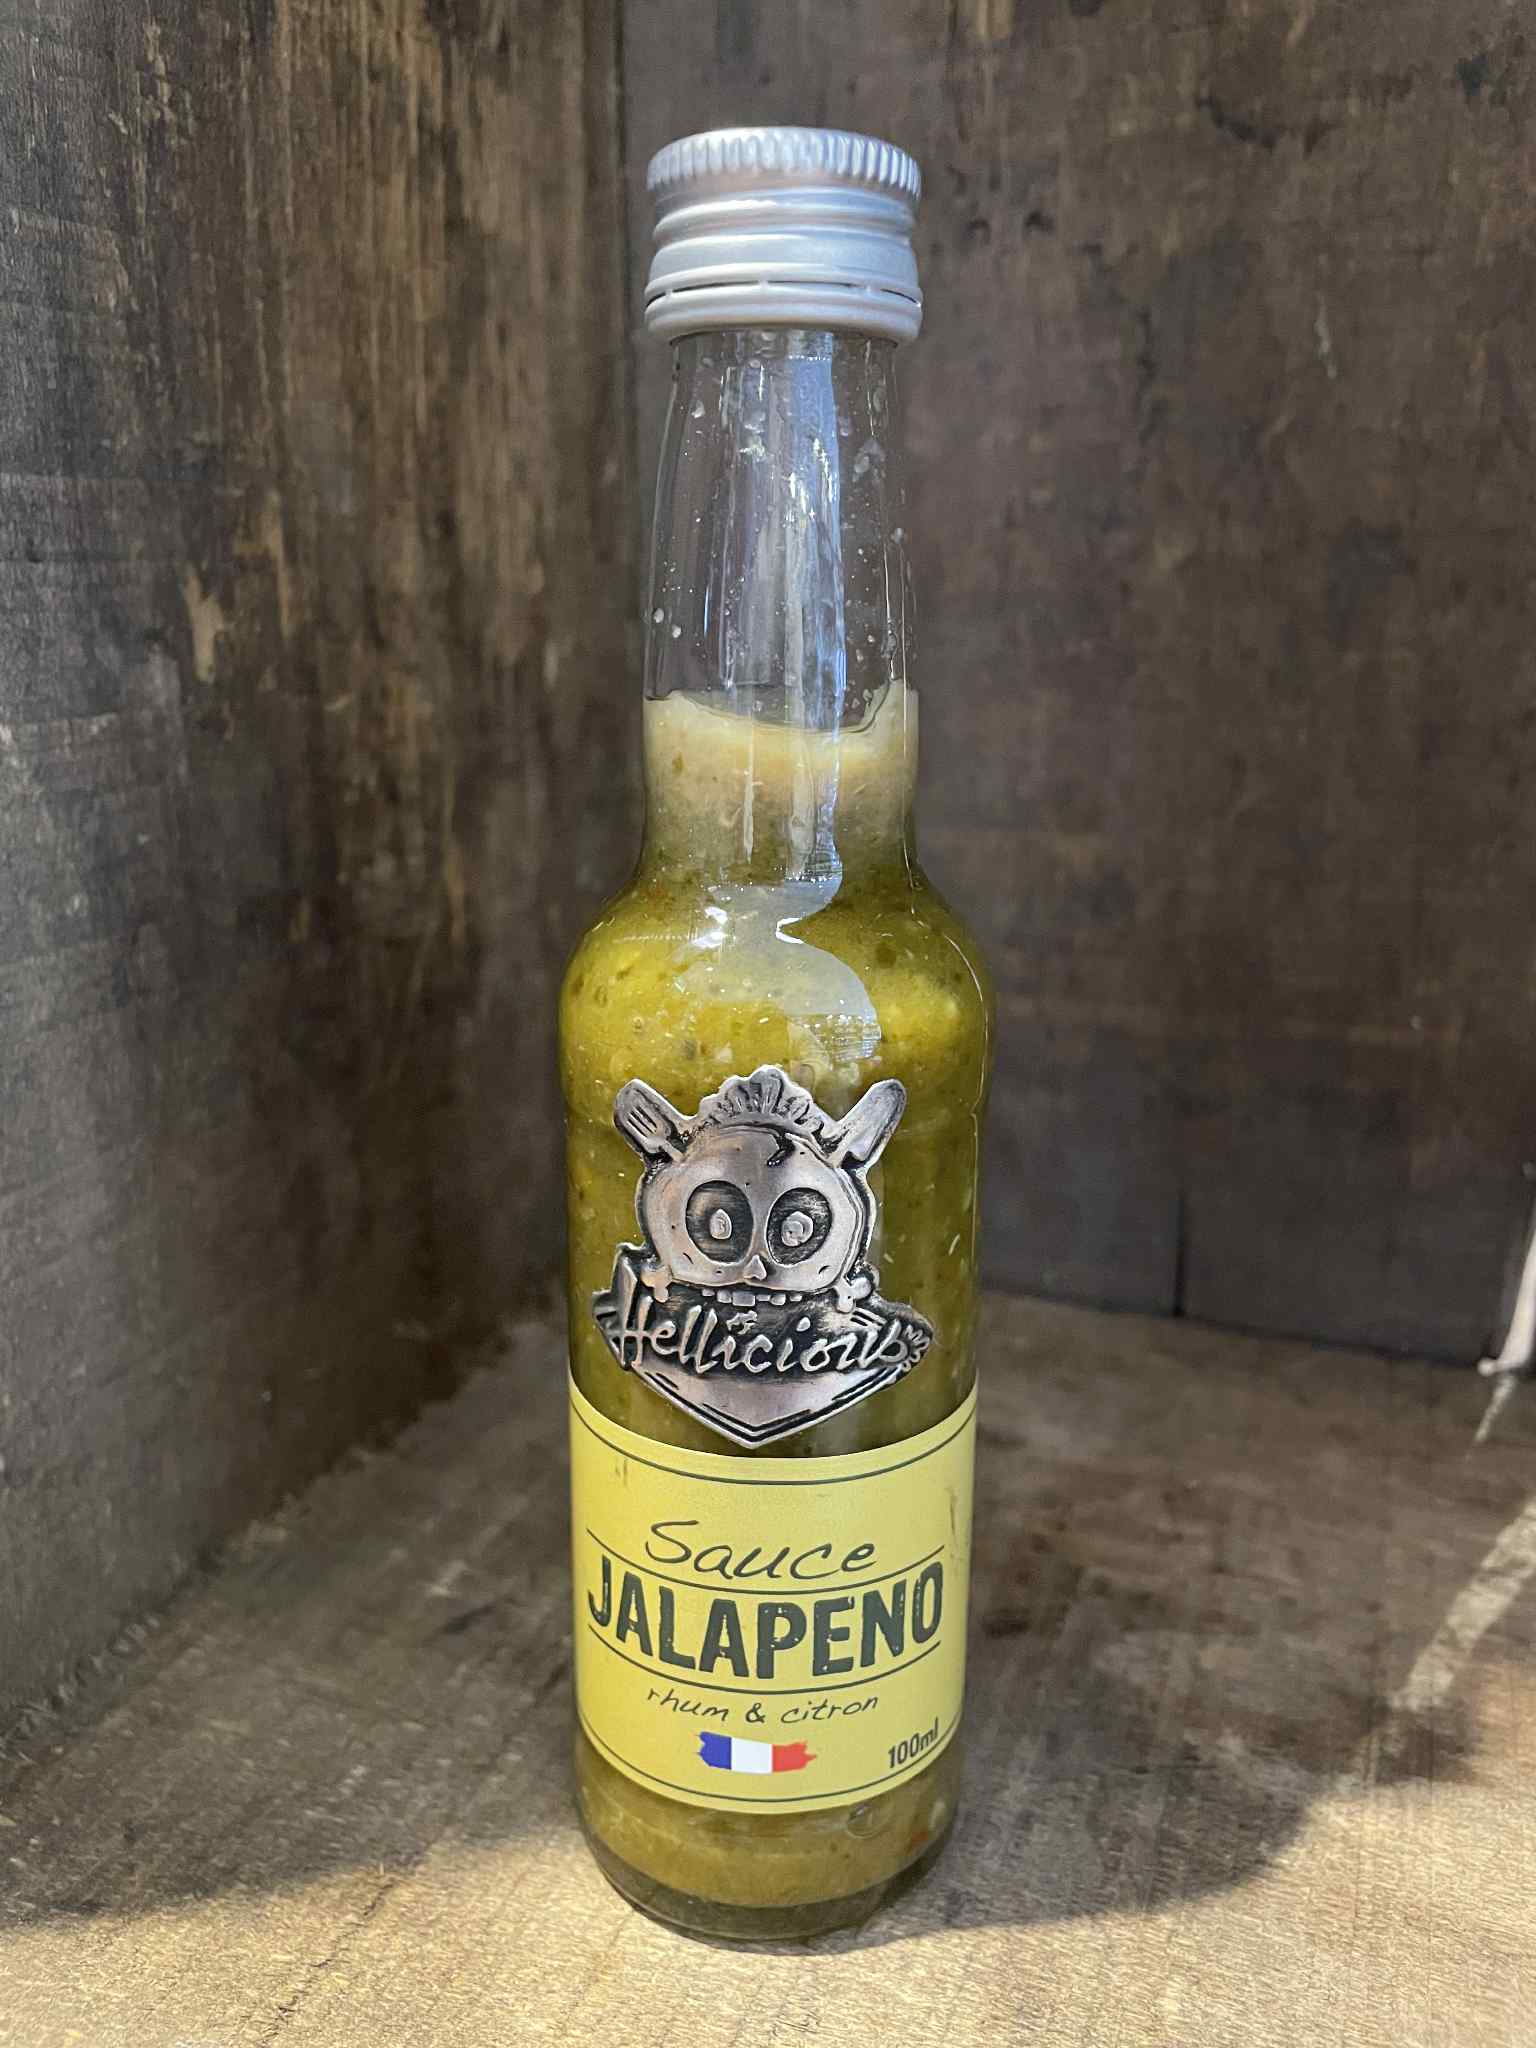 Hellicious
Sauce
JALAPENO
rhum & citron
100ml